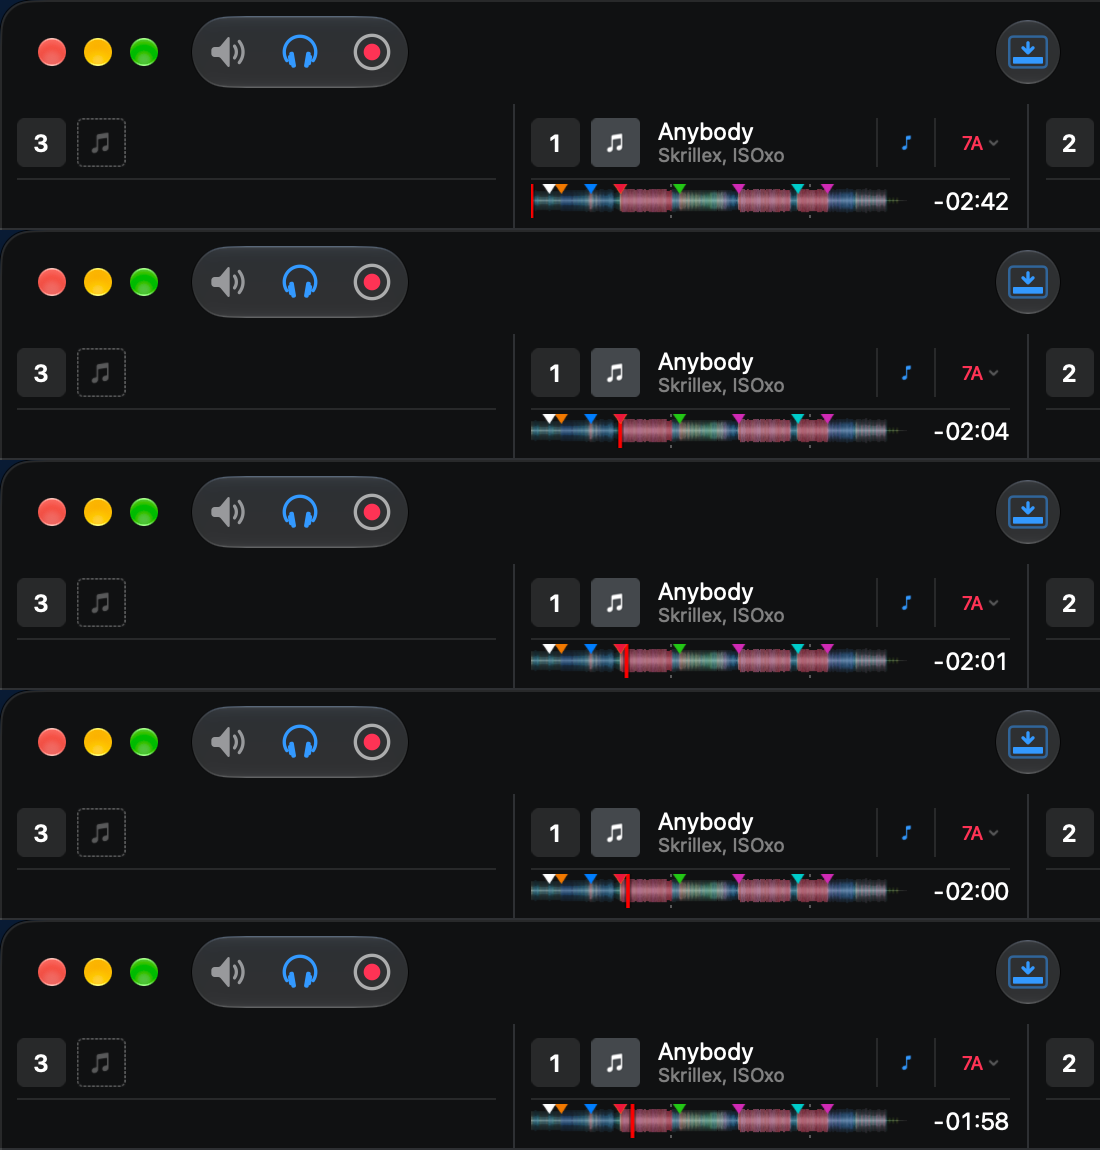 3
1
Anybody
Skrillex, ISOxo
7A
2
-02:42
3
1
Anybody
Skrillex, ISOxo
7A
2
-02:04
3
1
Anybody
Skrillex, ISOxo
7A
2
-02:01
3
1
Anybody
Skrillex, ISOxo
7A
2
-02:00
3
1
Anybody
Skrillex, ISOxo
7A
2
-01:58